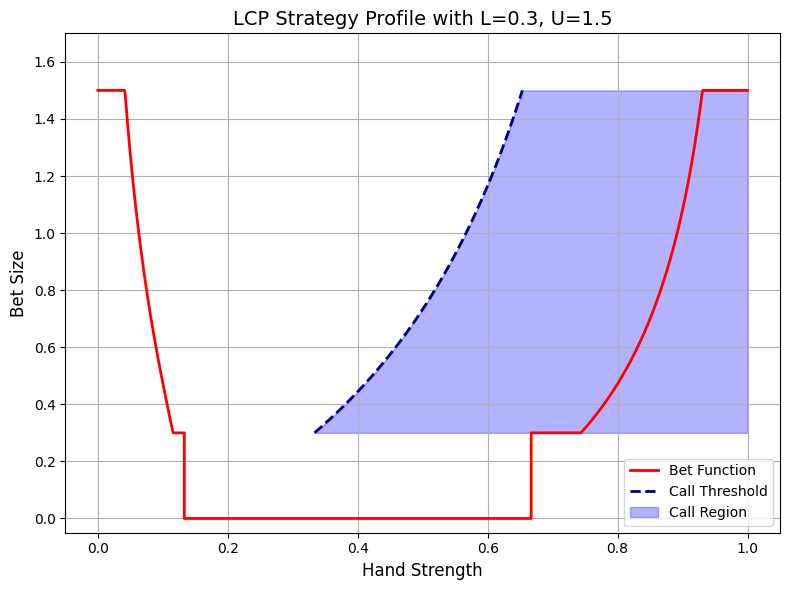 LCP Strategy Profile with L=0.3, U=1.5
Bet Size
1.6
1.4
1.2
1.0
0.8
0.6
0.4
0.2
0.0
Bet Function
Call Threshold
Call Region
0.0 0.2 0.4 0.6 0.8 1.0
Hand Strength